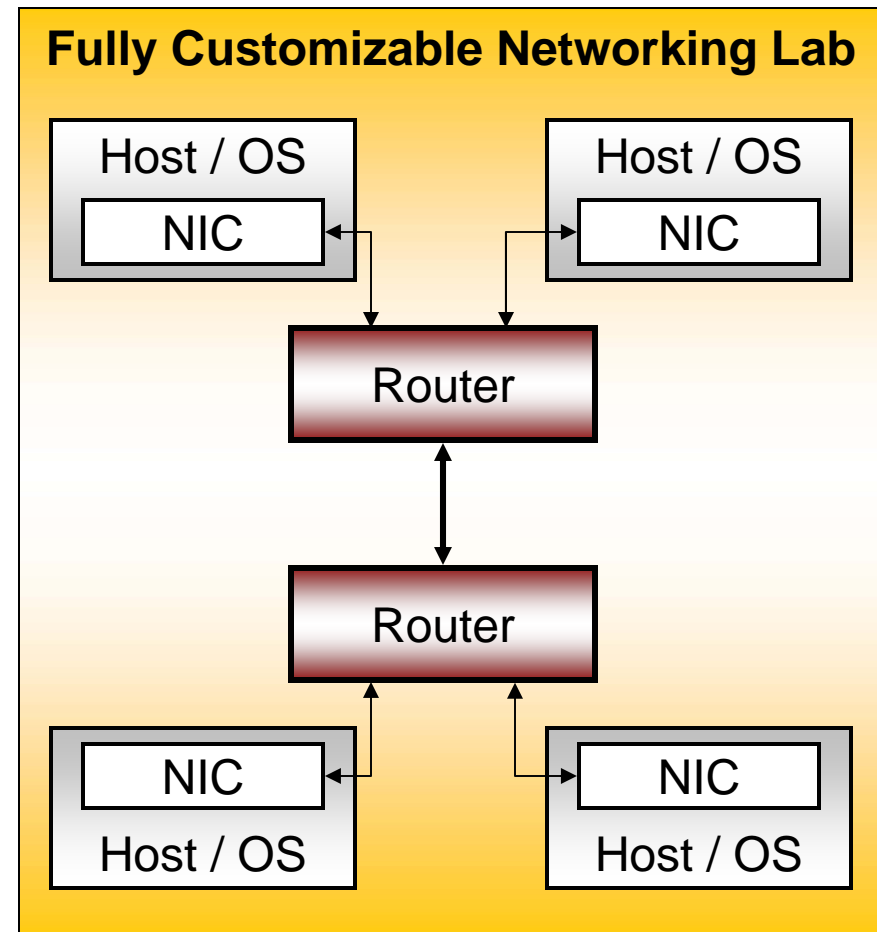 Fully Customizable Networking Lab
Host / OS
NIC
Host / OS
NIC
Router
Router
NIC
Host / OS
NIC
Host / OS